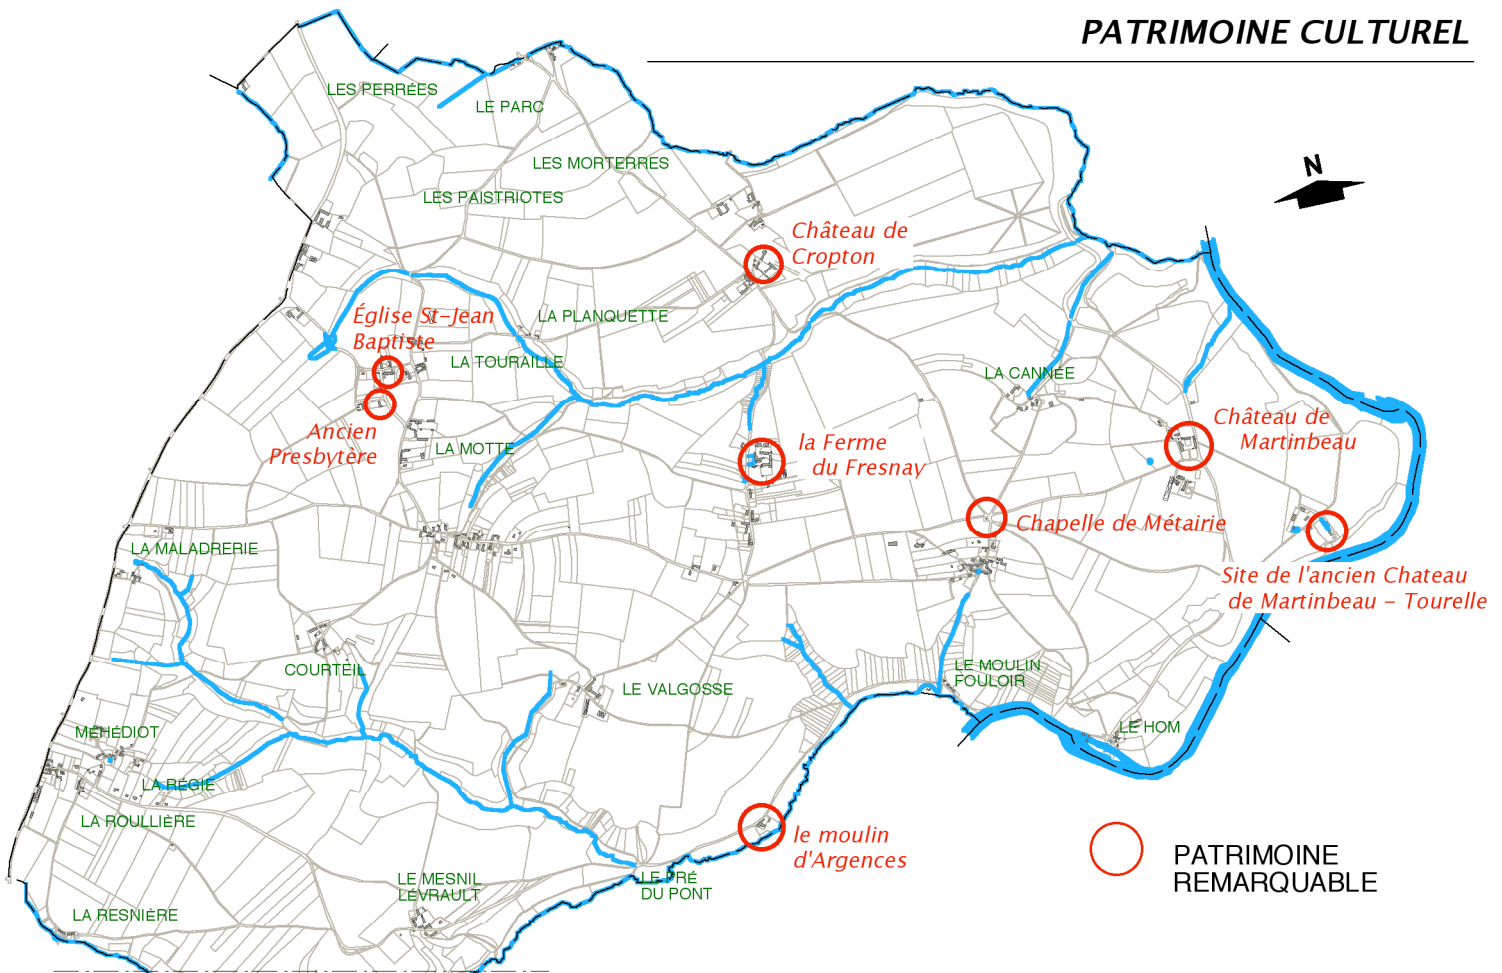 PATRIMOINE CULTUREL
LES PERRÉES
LE PARC
LES MORTERRES
LES PAISTRIOTES
N
Château de
Cropton
Église St-Jean
Baptiste
LA PLANQUETTE
LA TOURAILLE
LA CANNÉE
Ancien
Presbytère
LA MOTTE
la Ferme
du Fresnay
Château de
Martinbeau
Chapelle de Métairie
LA MALADRERIE
Site de l'ancien Chateau
de Martinbeau - Tourelle
COURTEIL
LE VALGOSSE
LE MOULIN
FOULOIR
LE HOM
MÉHÉDIOT
LA RÉGIE
LA ROULLIÈRE
le moulin
d'Argences
PATRIMOINE
REMARQUABLE
LE MESNIL
LÉVRAULT
LE PRÉ
DU PONT
LA RESNIÈRE